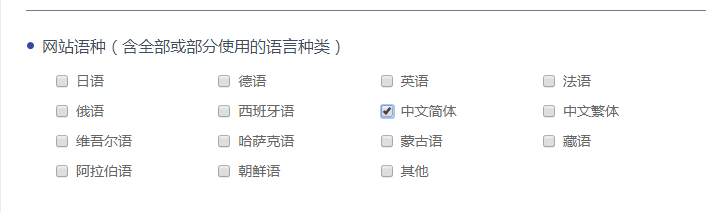 网站语种（含全部或部分使用的语言种类）
日语 德语 英语 法语
俄语 西班牙语 中文简体 中文繁体
维吾尔语 哈萨克语 蒙古语 藏语
阿拉伯语 朝鲜语 其他